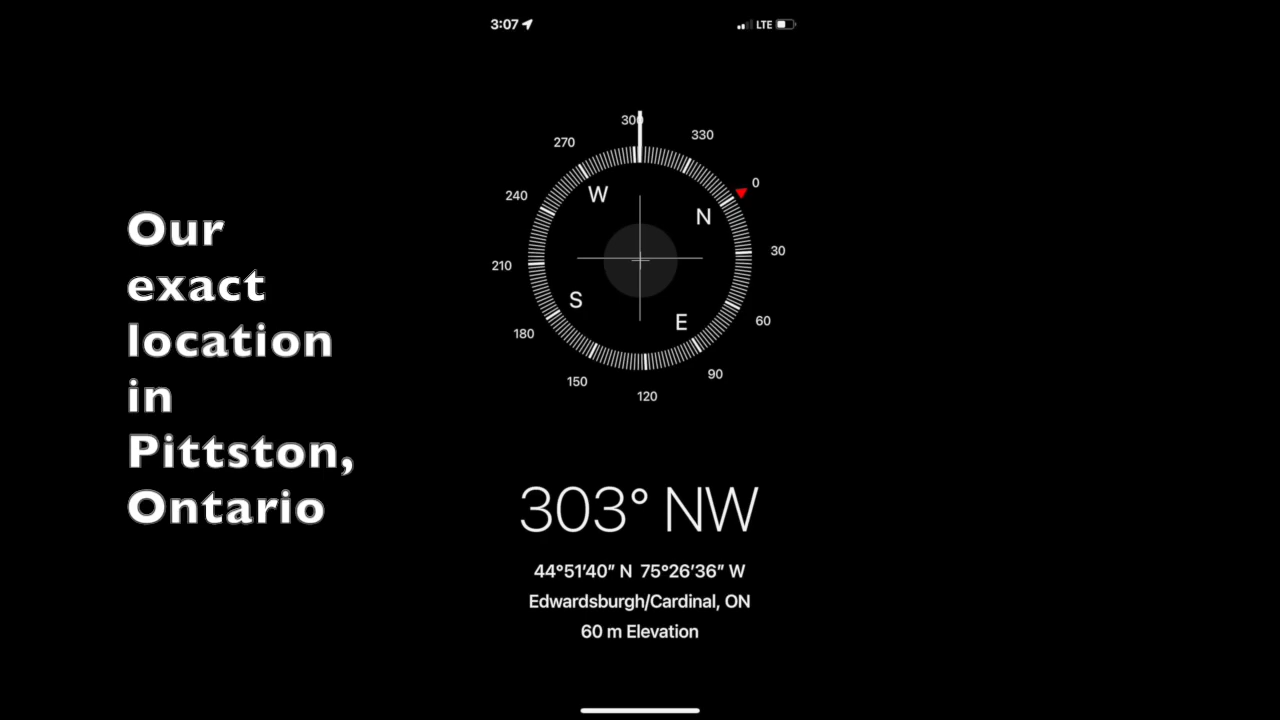 3:07
LTE
Our
exact
location
in
Pittston,
Ontario
300
330
0
30
60
90
120
150
180
210
240
270
W
N
S
E
303° NW
44°51′40″ N 75°26′36″ W
Edwardsburgh/Cardinal, ON
60 m Elevation